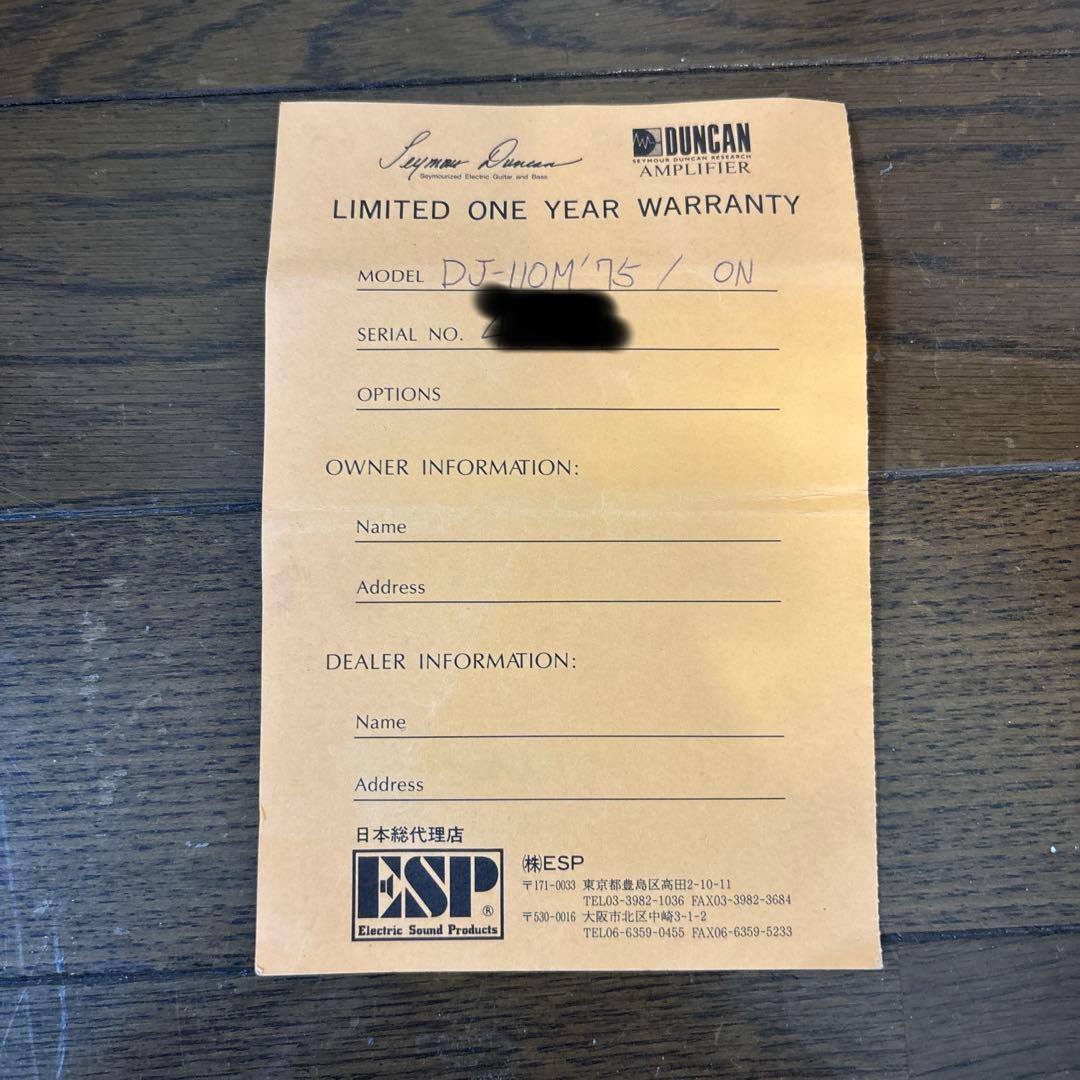 Seymour Duncan
Seymourized Electric Guitar and Bass
DUNCAN
SEYMOUR DUNCAN RESEARCH
AMPLIFIER
LIMITED ONE YEAR WARRANTY
MODEL DJ-110M'75 / ON
SERIAL NO.
OPTIONS
OWNER INFORMATION:
Name
Address
DEALER INFORMATION:
Name
Address
日本総代理店
ESP®
Electric Sound Products
㈱ESP
〒171-0033 東京都豊島区高田2-10-11
TEL03-3982-1036 FAX03-3982-3684
〒530-0016 大阪市北区中崎3-1-2
TEL06-6359-0455 FAX06-6359-5233